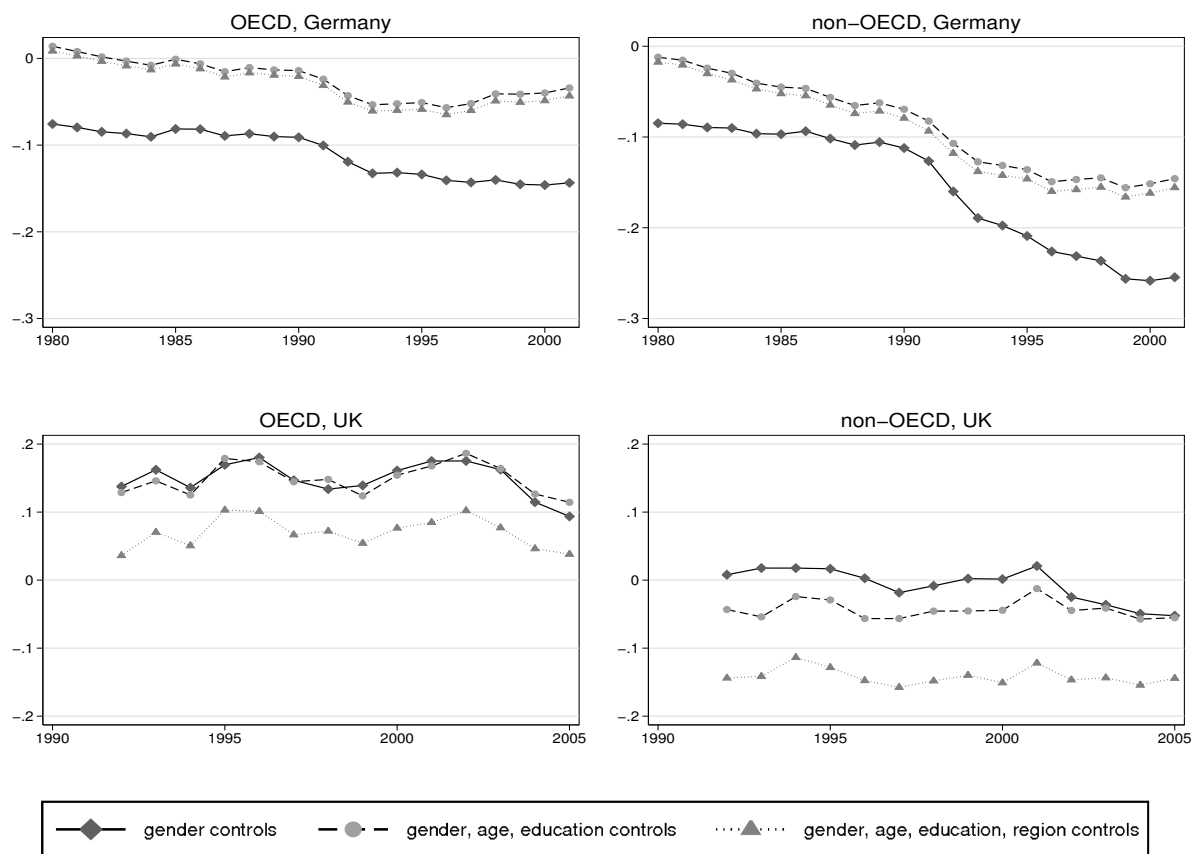 OECD, Germany
0
−.1
−.2
−.3
1980 1985 1990 1995 2000
non−OECD, Germany
0
−.1
−.2
−.3
1980 1985 1990 1995 2000
OECD, UK
.2
.1
0
−.1
−.2
1990 1995 2000 2005
non−OECD, UK
.2
.1
0
−.1
−.2
1990 1995 2000 2005
gender controls gender, age, education controls gender, age, education, region controls